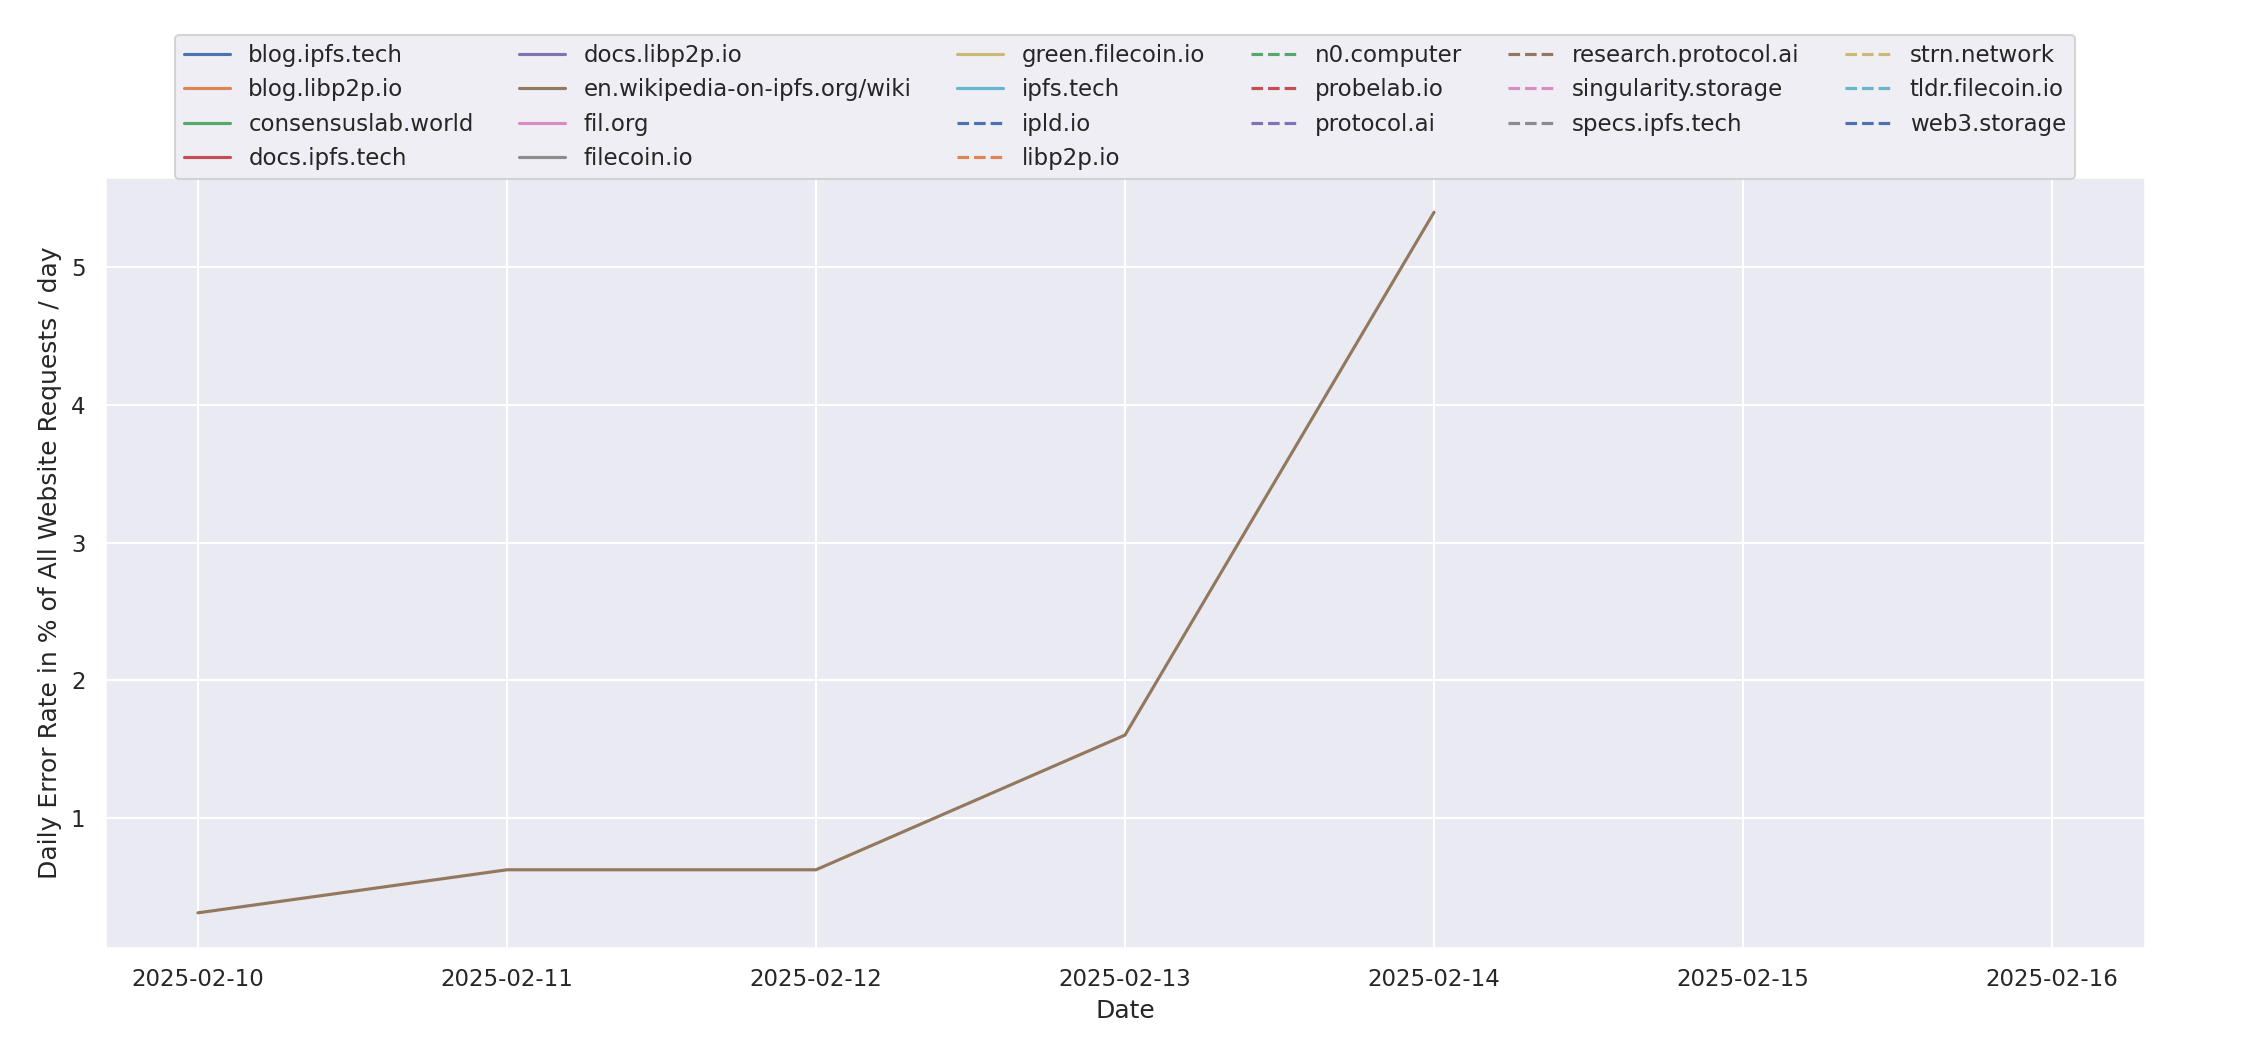 blog.ipfs.tech
blog.libp2p.io
consensuslab.world
docs.ipfs.tech
docs.libp2p.io
en.wikipedia-on-ipfs.org/wiki
fil.org
filecoin.io
green.filecoin.io
ipfs.tech
ipld.io
libp2p.io
n0.computer
probelab.io
protocol.ai
research.protocol.ai
singularity.storage
specs.ipfs.tech
strn.network
tldr.filecoin.io
web3.storage
Daily Error Rate in % of All Website Requests / day
5
4
3
2
1
2025-02-10
2025-02-11
2025-02-12
2025-02-13
2025-02-14
2025-02-15
2025-02-16
Date